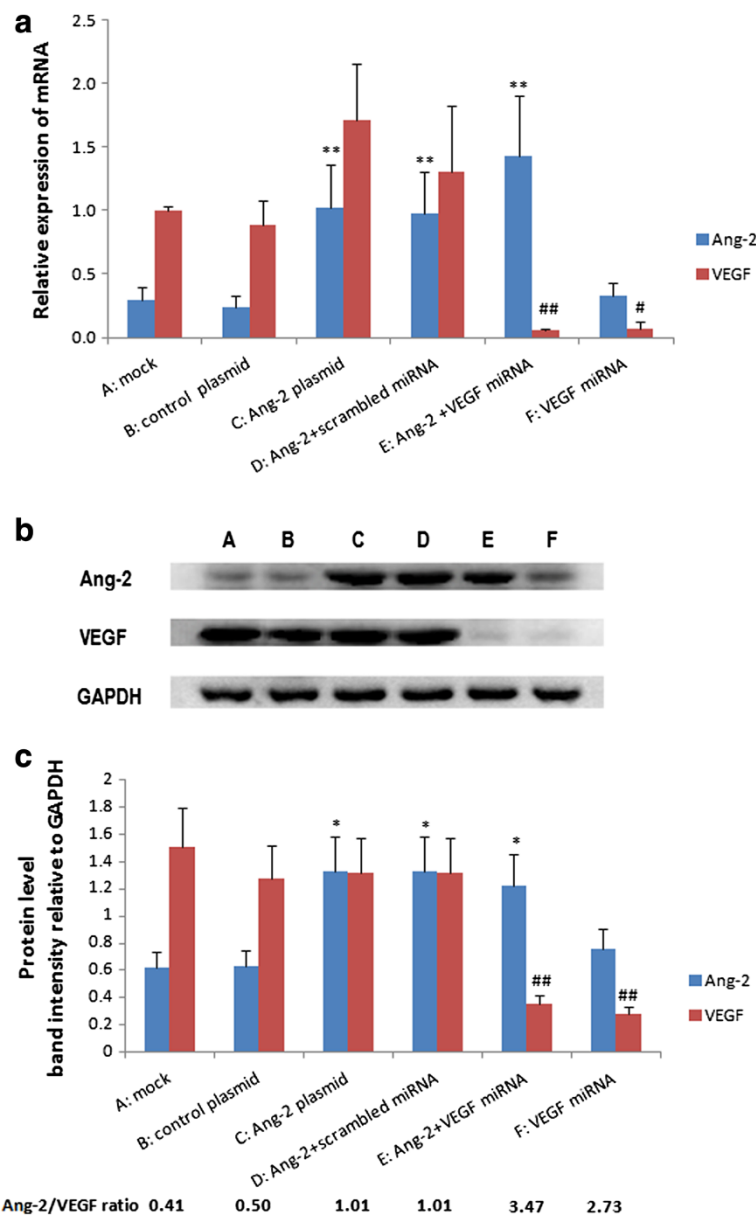 a
Relative expression of mRNA
2.5
2.0
1.5
1.0
0.5
0.0
** ** **
## #
Ang-2
VEGF
A: mock
B: control plasmid
C: Ang-2 plasmid
D: Ang-2+scrambled miRNA
E: Ang-2 +VEGF miRNA
F: VEGF miRNA
b
A B C D E F
Ang-2
VEGF
GAPDH
c
Protein level
band intensity relative to GAPDH
2
1.8
1.6
1.4
1.2
1
0.8
0.6
0.4
0.2
0
* * *
## ##
Ang-2
VEGF
A: mock
B: control plasmid
C: Ang-2 plasmid
D: Ang-2+scrambled miRNA
E: Ang-2+VEGF miRNA
F: VEGF miRNA
Ang-2/VEGF ratio 0.41 0.50 1.01 1.01 3.47 2.73